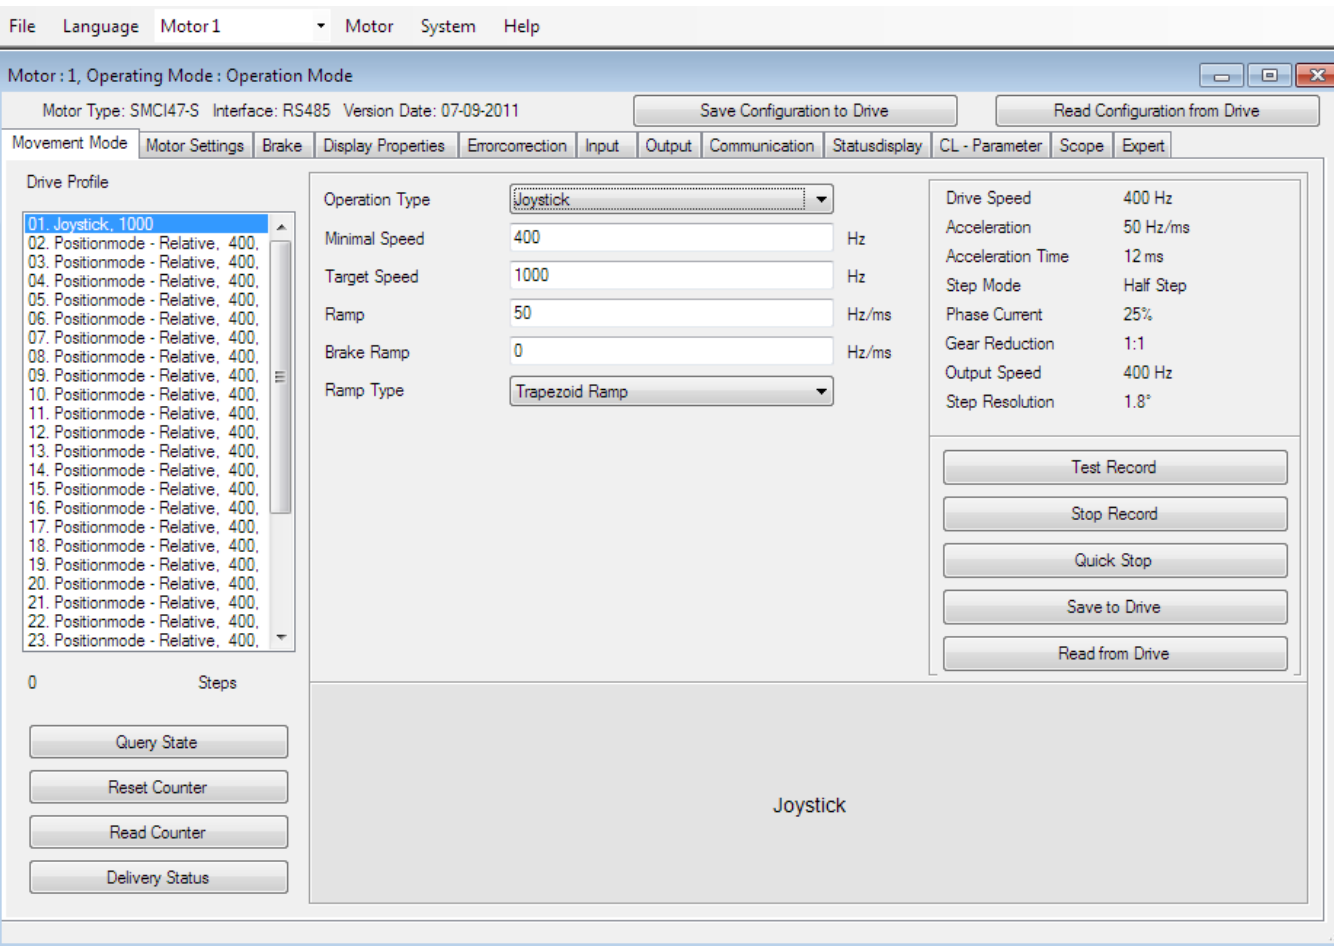 File Language Motor1 Motor System Help
Motor : 1, Operating Mode : Operation Mode
Motor Type: SMCI47-S Interface: RS485 Version Date: 07-09-2011 Save Configuration to Drive Read Configuration from Drive
Movement Mode Motor Settings Brake Display Properties Errorcorrection Input Output Communication Statusdisplay CL - Parameter Scope Expert
Drive Profile
01. Joystick, 1000
02. Positionmode - Relative, 400,
03. Positionmode - Relative, 400,
04. Positionmode - Relative, 400,
05. Positionmode - Relative, 400,
06. Positionmode - Relative, 400,
07. Positionmode - Relative, 400,
08. Positionmode - Relative, 400,
09. Positionmode - Relative, 400,
10. Positionmode - Relative, 400,
11. Positionmode - Relative, 400,
12. Positionmode - Relative, 400,
13. Positionmode - Relative, 400,
14. Positionmode - Relative, 400,
15. Positionmode - Relative, 400,
16. Positionmode - Relative, 400,
17. Positionmode - Relative, 400,
18. Positionmode - Relative, 400,
19. Positionmode - Relative, 400,
20. Positionmode - Relative, 400,
21. Positionmode - Relative, 400,
22. Positionmode - Relative, 400,
23. Positionmode - Relative, 400,
0 Steps
Query State
Reset Counter
Read Counter
Delivery Status
Operation Type Joystick
Minimal Speed 400 Hz
Target Speed 1000 Hz
Ramp 50 Hz/ms
Brake Ramp 0 Hz/ms
Ramp Type Trapezoid Ramp
Drive Speed 400 Hz
Acceleration 50 Hz/ms
Acceleration Time 12 ms
Step Mode Half Step
Phase Current 25%
Gear Reduction 1:1
Output Speed 400 Hz
Step Resolution 1.8°
Test Record
Stop Record
Quick Stop
Save to Drive
Read from Drive
Joystick